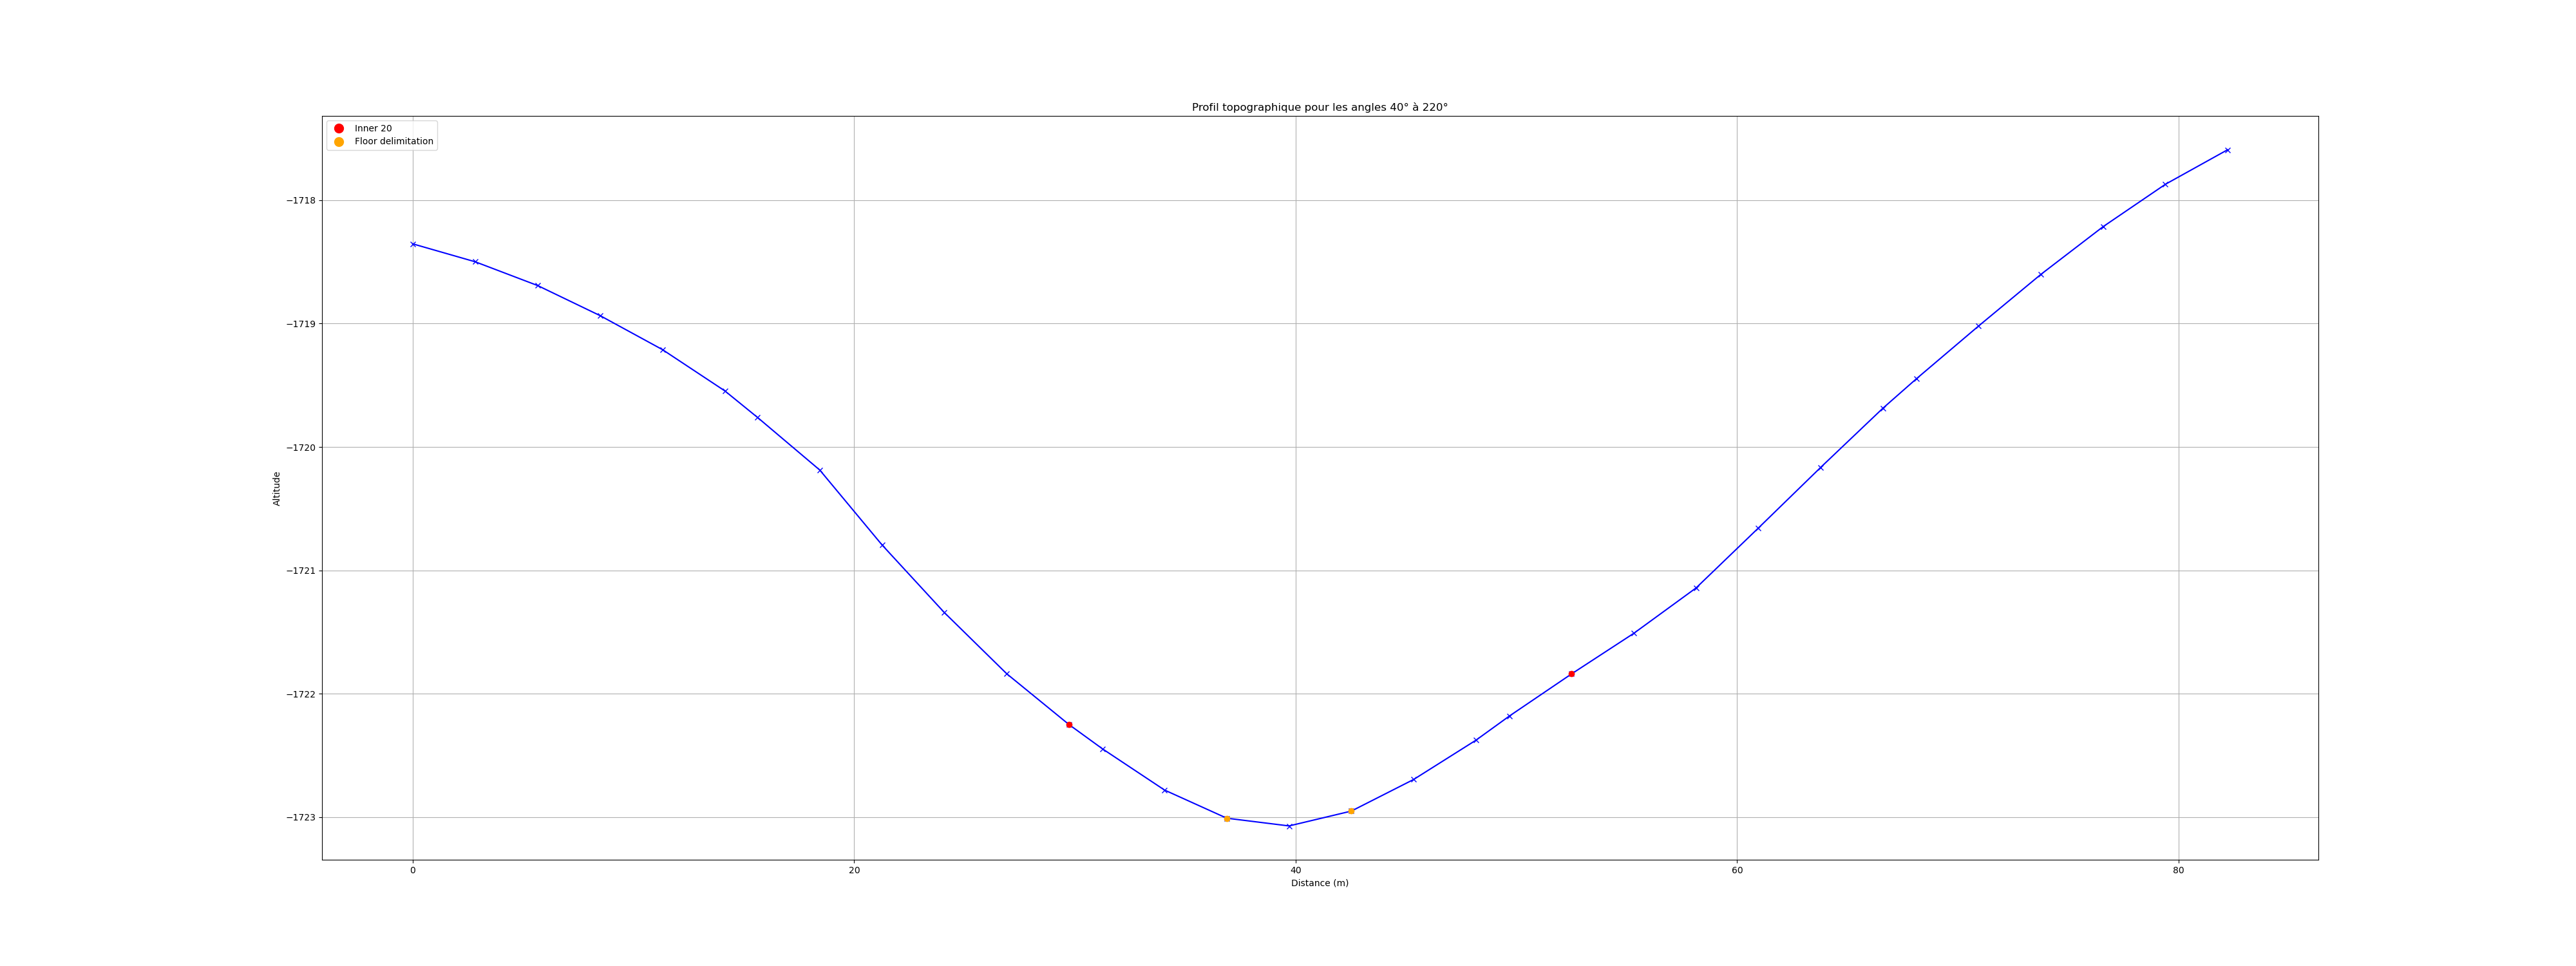 Profil topographique pour les angles 40° à 220°
Inner 20
Floor delimitation
−1718
−1719
−1720
−1721
−1722
−1723
Altitude
0 20 40 60 80
Distance (m)